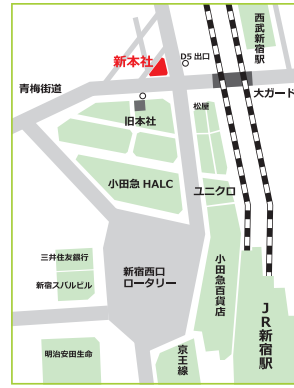 新本社
D5 出口
西武新宿駅
青梅街道
大ガード
旧本社
松屋
小田急 HALC
ユニクロ
三井住友銀行
新宿スバルビル
新宿西口
ロータリー
小田急百貨店
JR新宿駅
京王線
明治安田生命